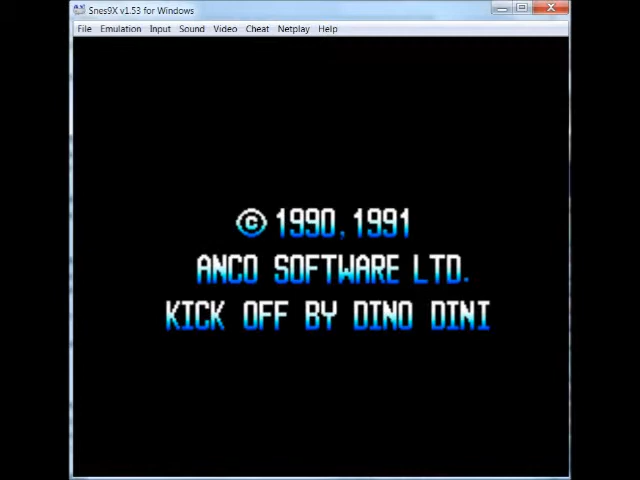 Snes9X v1.53 for Windows
File Emulation Input Sound Video Cheat Netplay Help
© 1990, 1991
ANCO SOFTWARE LTD.
KICK OFF BY DINO DINI